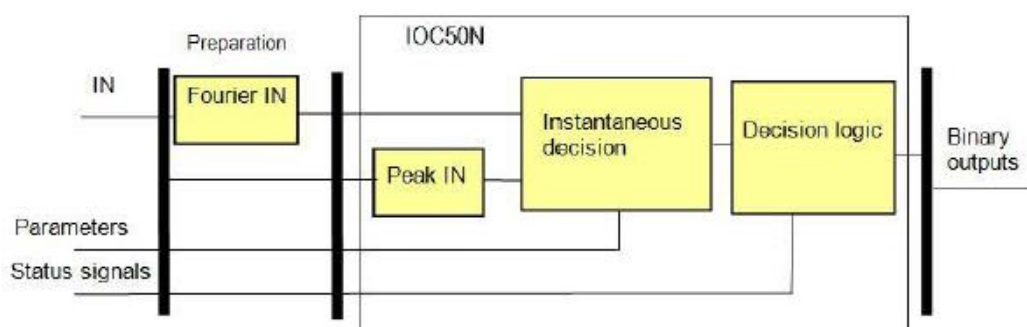 IOC50N
Preparation
IN
Fourier IN
Instantaneous
decision
Decision logic
Binary
outputs
Peak IN
Parameters
Status signals